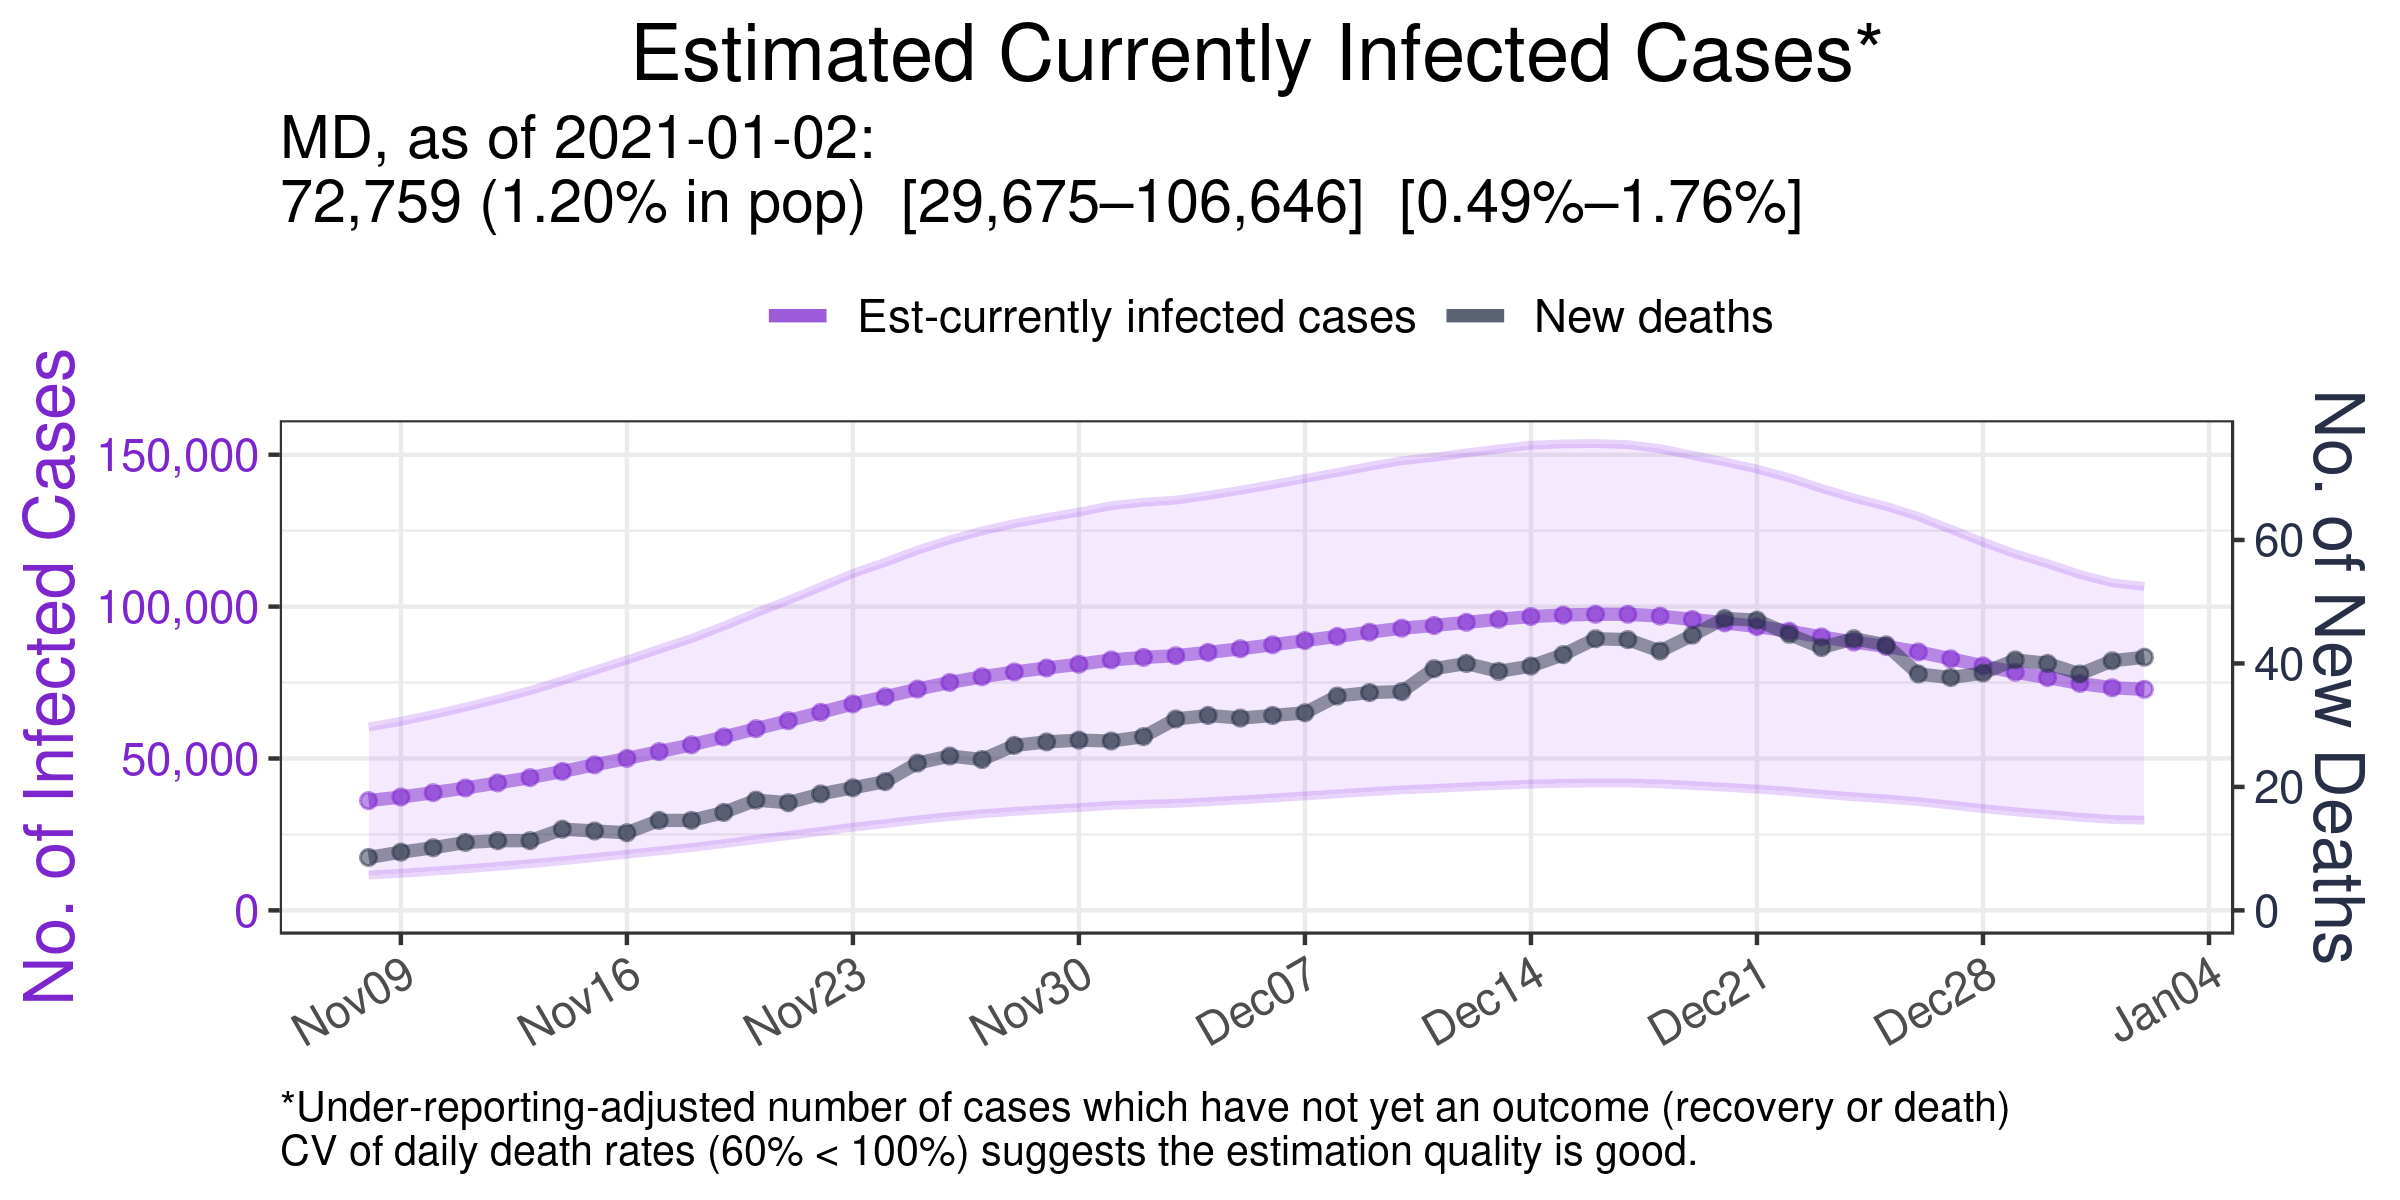 Estimated Currently Infected Cases*
MD, as of 2021-01-02:
72,759 (1.20% in pop)  [29,675–106,646]  [0.49%–1.76%]
Est-currently infected cases
New deaths
No. of Infected Cases
150,000
100,000
50,000
0
No. of New Deaths
60
40
20
0
Nov09
Nov16
Nov23
Nov30
Dec07
Dec14
Dec21
Dec28
Jan04
*Under-reporting-adjusted number of cases which have not yet an outcome (recovery or death)
CV of daily death rates (60% < 100%) suggests the estimation quality is good.